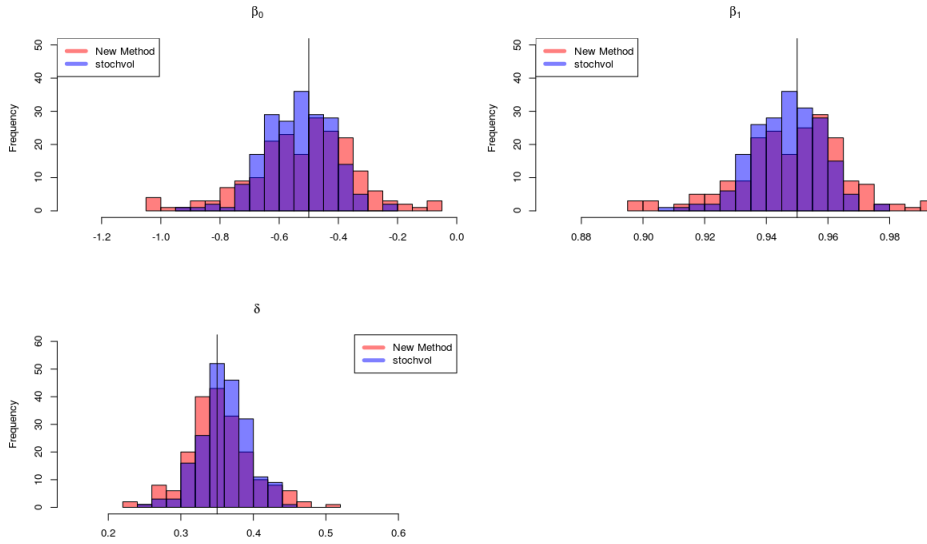 β0
New Method
stochvol
Frequency
0 10 20 30 40 50
-1.2 -1.0 -0.8 -0.6 -0.4 -0.2 0.0
β1
New Method
stochvol
Frequency
0 10 20 30 40 50
0.88 0.90 0.92 0.94 0.96 0.98
δ
New Method
stochvol
Frequency
0 10 20 30 40 50 60
0.2 0.3 0.4 0.5 0.6